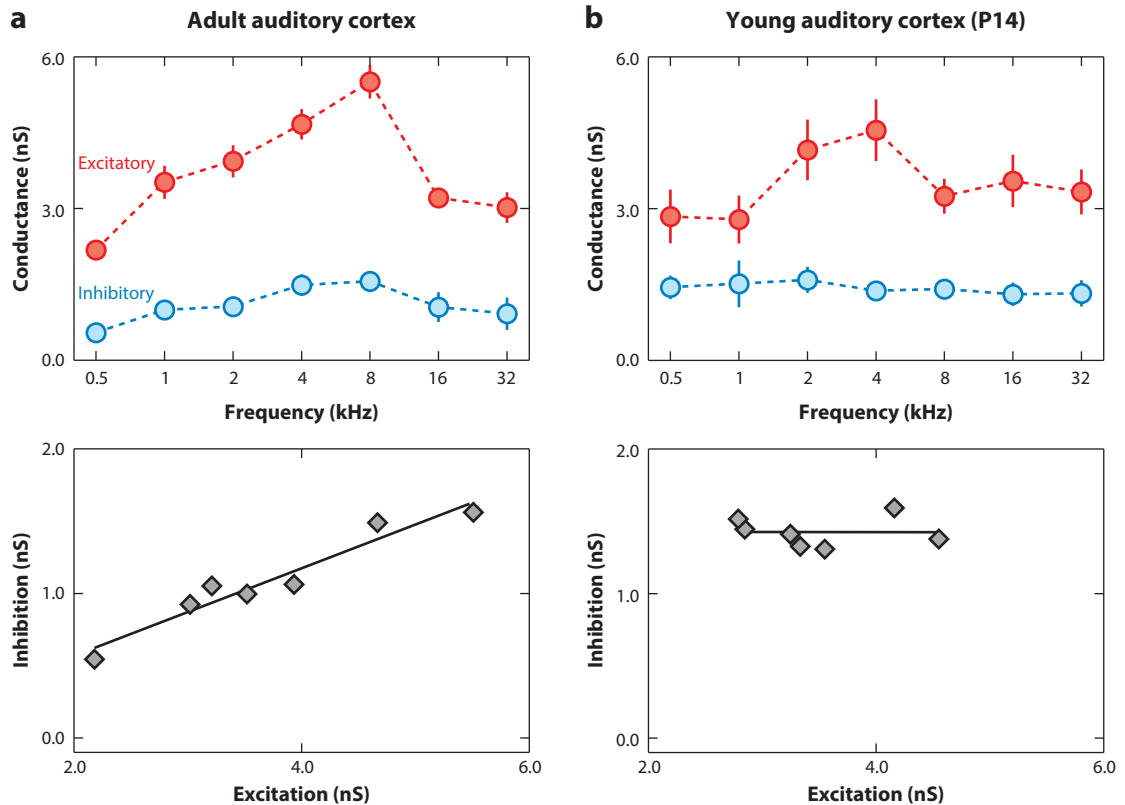 a Adult auditory cortex
6.0
3.0
0.0
Conductance (nS)
Excitatory
Inhibitory
0.5 1 2 4 8 16 32
Frequency (kHz)
b Young auditory cortex (P14)
6.0
3.0
0.0
Conductance (nS)
0.5 1 2 4 8 16 32
Frequency (kHz)
2.0
1.0
0.0
Inhibition (nS)
2.0 4.0 6.0
Excitation (nS)
2.0
1.0
0.0
Inhibition (nS)
2.0 4.0 6.0
Excitation (nS)